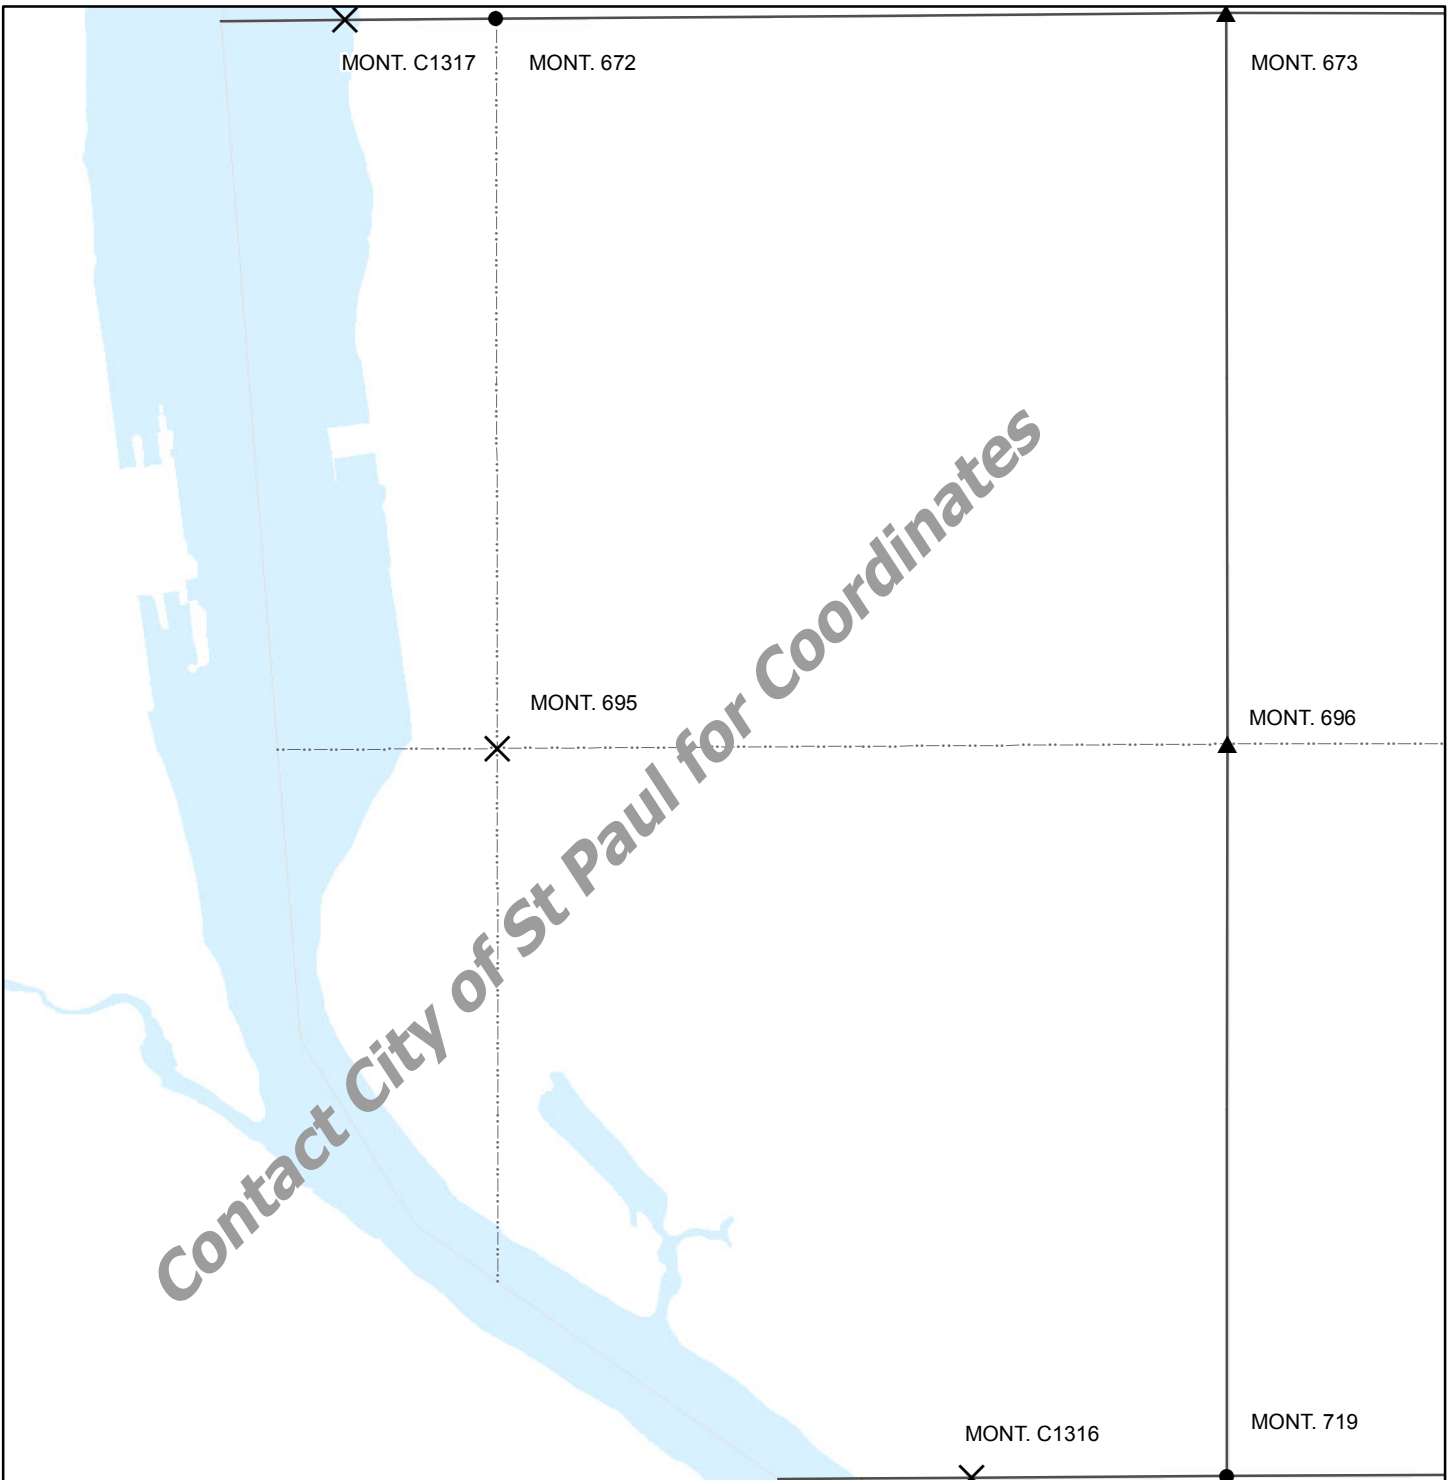 MONT. C1317
MONT. 672
MONT. 673
MONT. 695
MONT. 696
Contact City of St Paul for Coordinates
MONT. C1316
MONT. 719